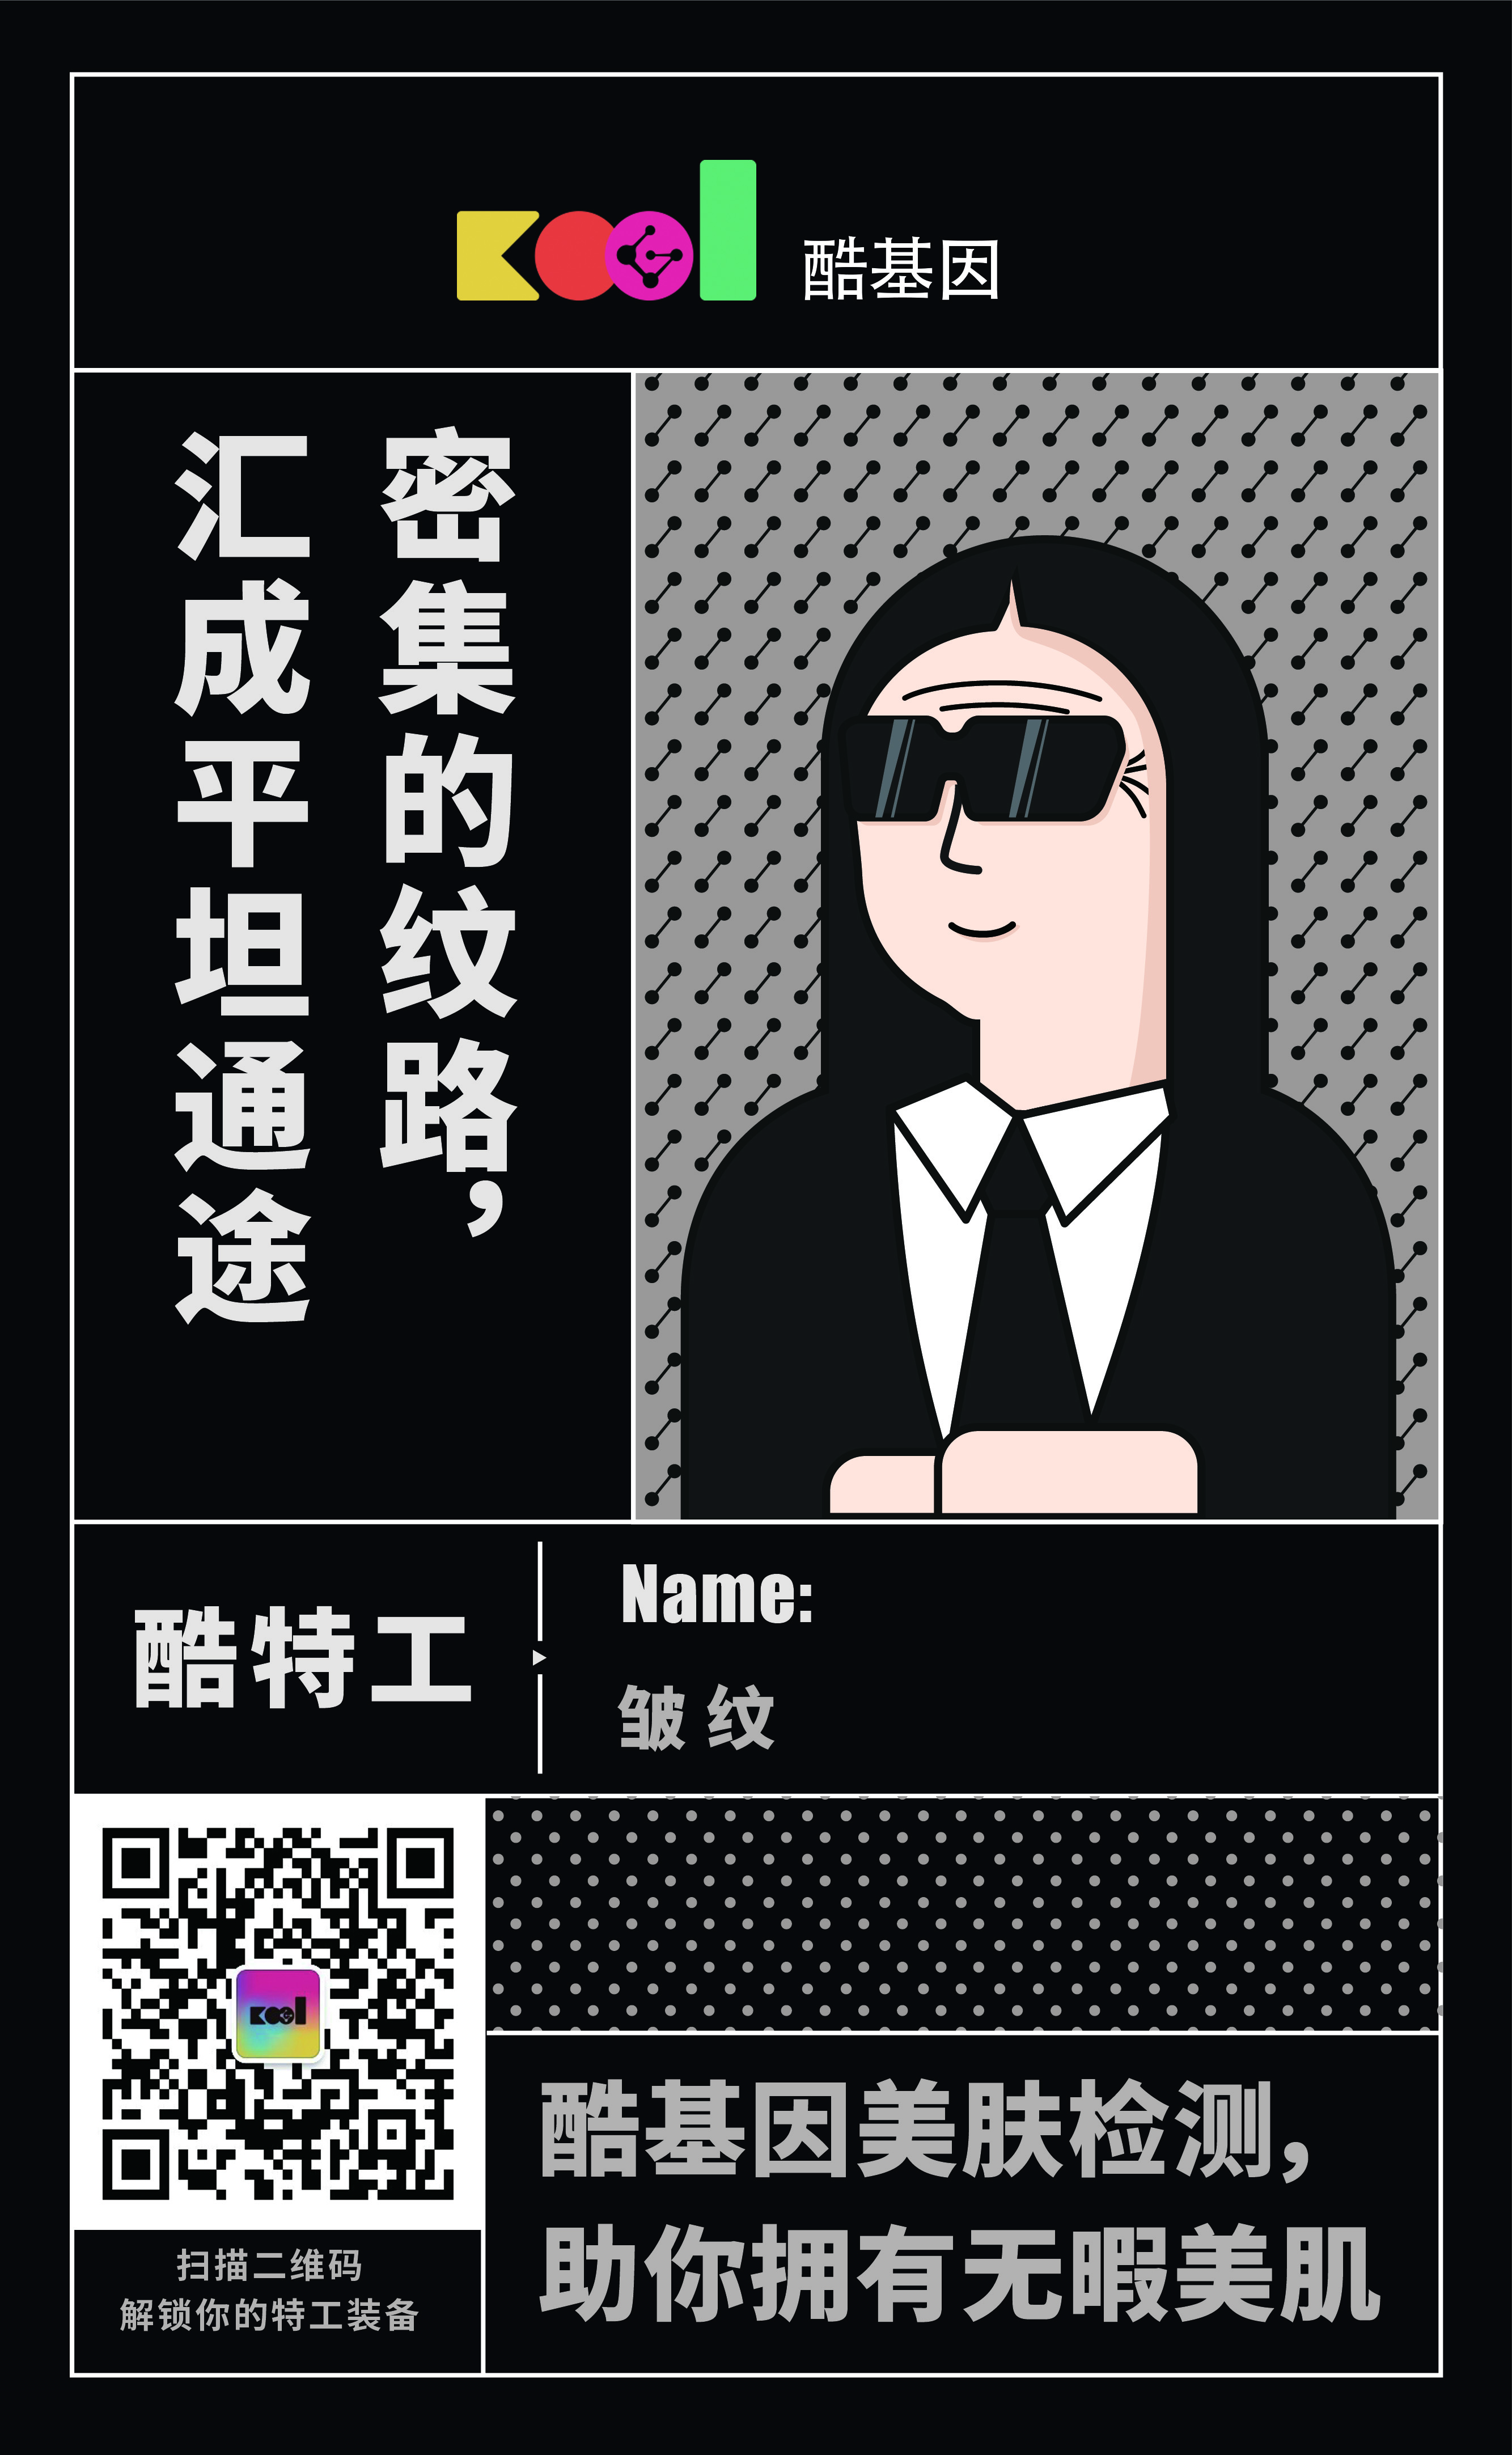 kool 酷基因
密集的纹路，
汇成平坦通途
酷特工
Name:
皱纹
kool
扫描二维码
解锁你的特工装备
酷基因美肤检测，
助你拥有无暇美肌